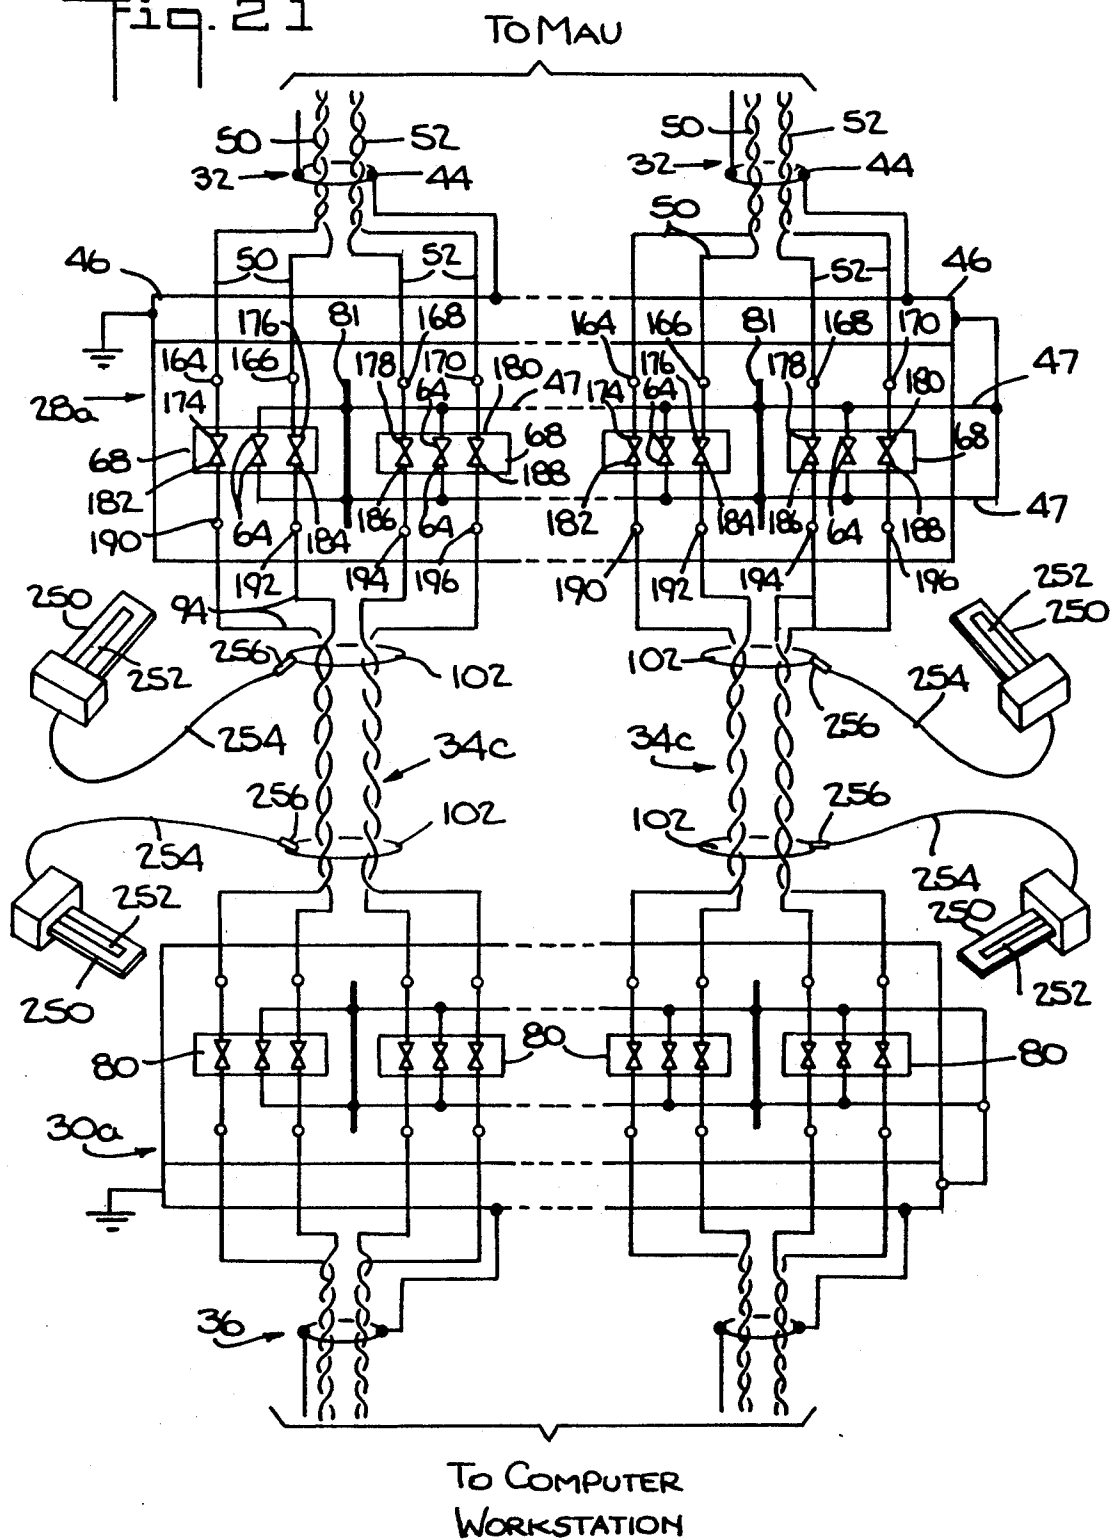 Fig. 21
TO MAU
50 52 50 52
32 44 32 44
50
46 50 52 52 46
176 81 168 164 166 81 168 170
164 166 178 170 180 47 176 178 180 47
28a 174 64 174 64
68 68 68
182 188
64 184 186 64 182 184 186 64 188 47
190
192 194 196 190 192 194 196
250 94 252 250
252 256 102 102 256
254 34c 34c 254
256 102 102 256
254 254
252 250
250 252
80 80 80
30a
36
TO COMPUTER
WORKSTATION